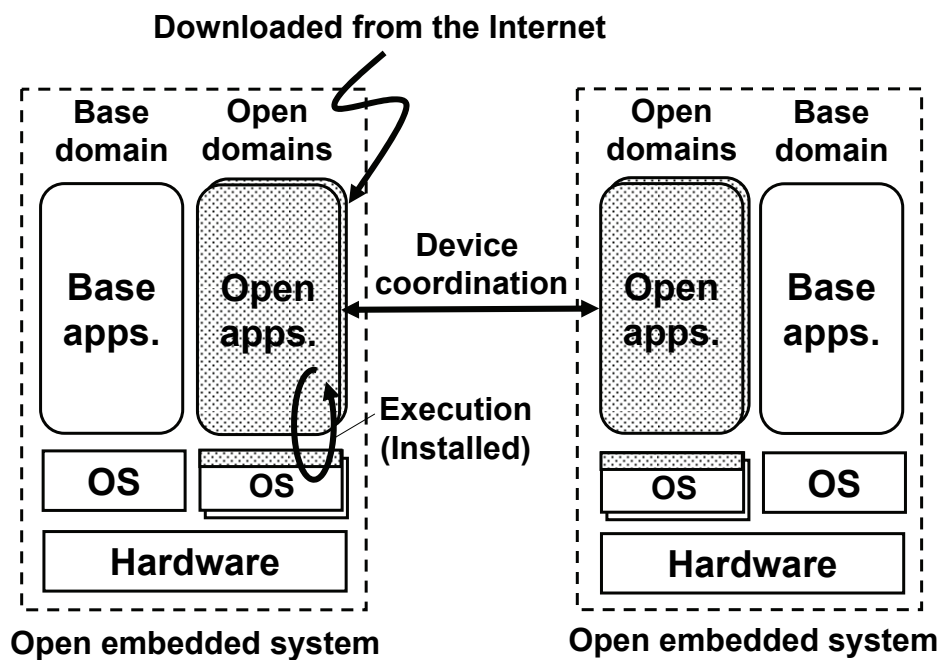 Downloaded from the Internet
Base
domain
Open
domains
Base
apps.
Open
apps.
OS
OS
Hardware
Open embedded system
Device
coordination
Execution
(Installed)
Open
domains
Base
domain
Open
apps.
Base
apps.
OS
OS
Hardware
Open embedded system